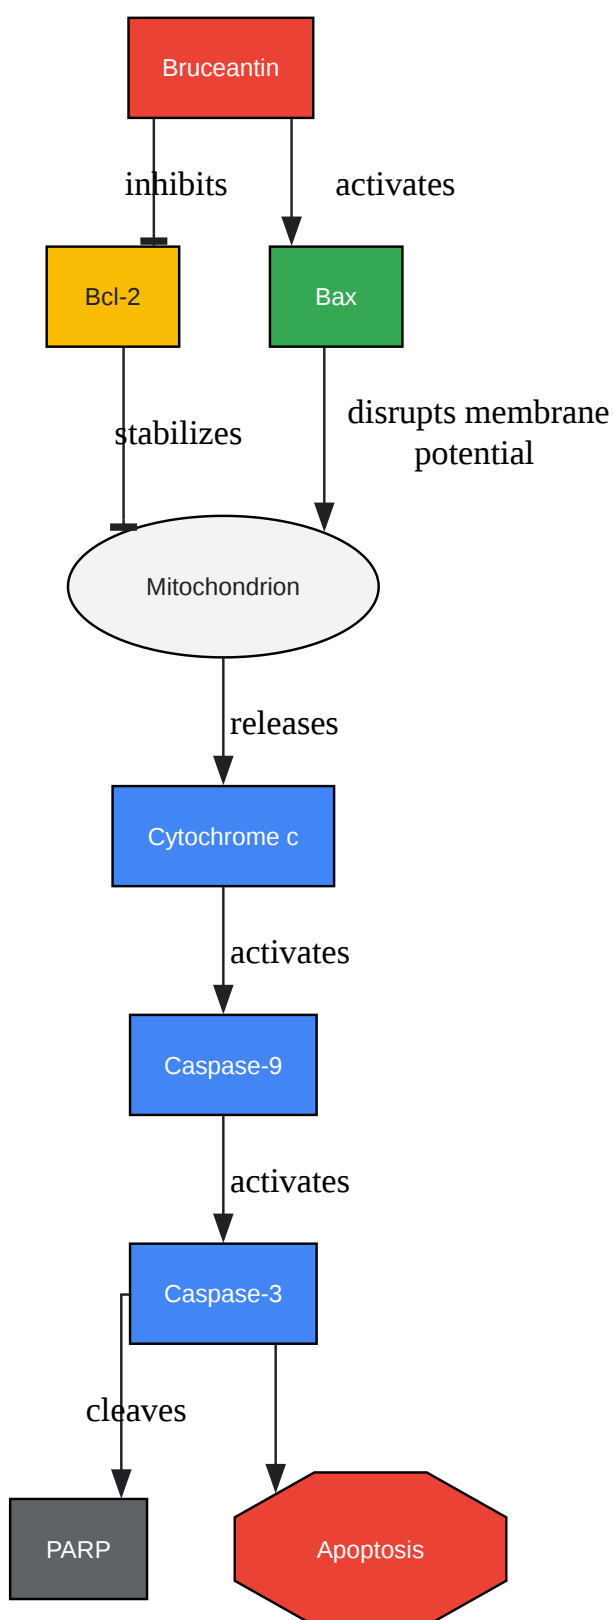 Bruceantin
inhibits
activates
Bcl-2
Bax
stabilizes
disrupts membrane
potential
Mitochondrion
releases
Cytochrome c
activates
Caspase-9
activates
Caspase-3
cleaves
PARP
Apoptosis